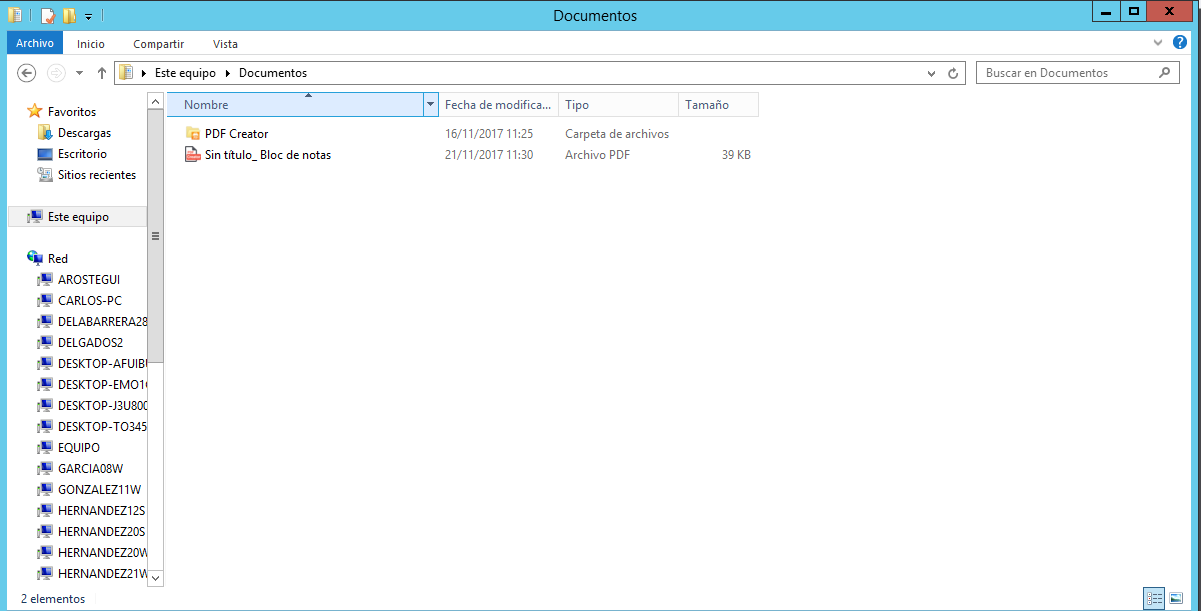 Documentos
Archivo Inicio Compartir Vista
Este equipo Documentos Buscar en Documentos
Favoritos
Descargas
Escritorio
Sitios recientes
Este equipo
Red
AROSTEGUI
CARLOS-PC
DELABARRERA28
DELGADOS2
DESKTOP-AFUIBU
DESKTOP-EMO1
DESKTOP-J3U800
DESKTOP-TO345
EQUIPO
GARCIA08W
GONZALEZ11W
HERNANDEZ12S
HERNANDEZ20S
HERNANDEZ20W
HERNANDEZ21W
Nombre Fecha de modifica... Tipo Tamaño
PDF Creator 16/11/2017 11:25 Carpeta de archivos
Sin título_ Bloc de notas 21/11/2017 11:30 Archivo PDF 39 KB
2 elementos